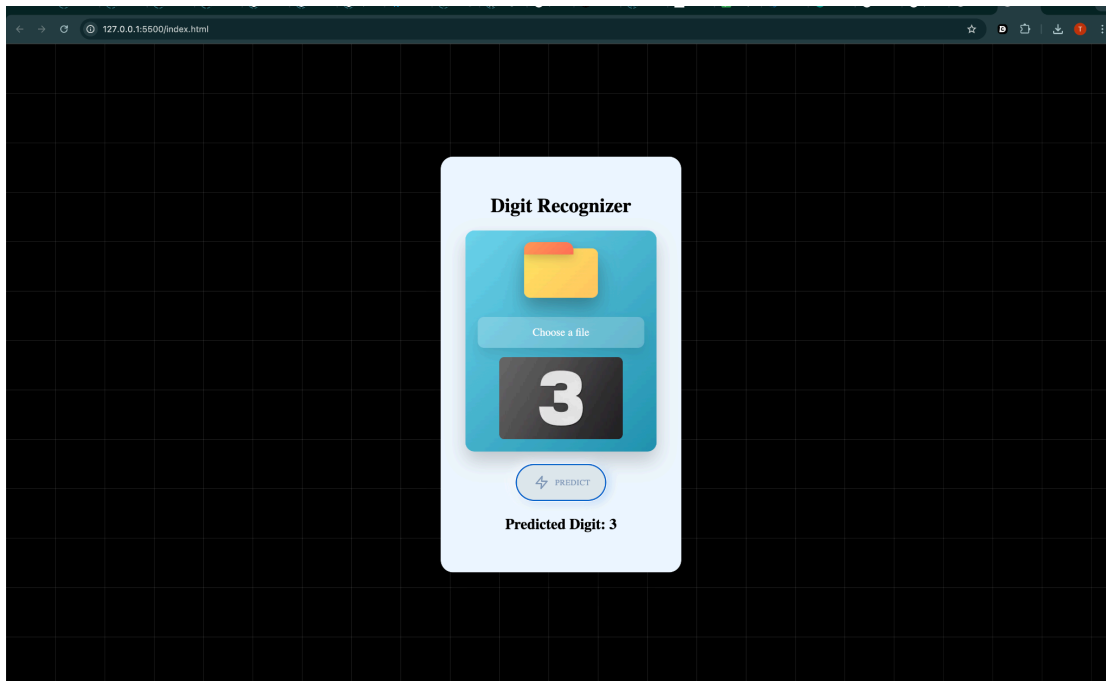 127.0.0.1:5500/index.html
T
Digit Recognizer
Choose a file
3
PREDICT
Predicted Digit: 3